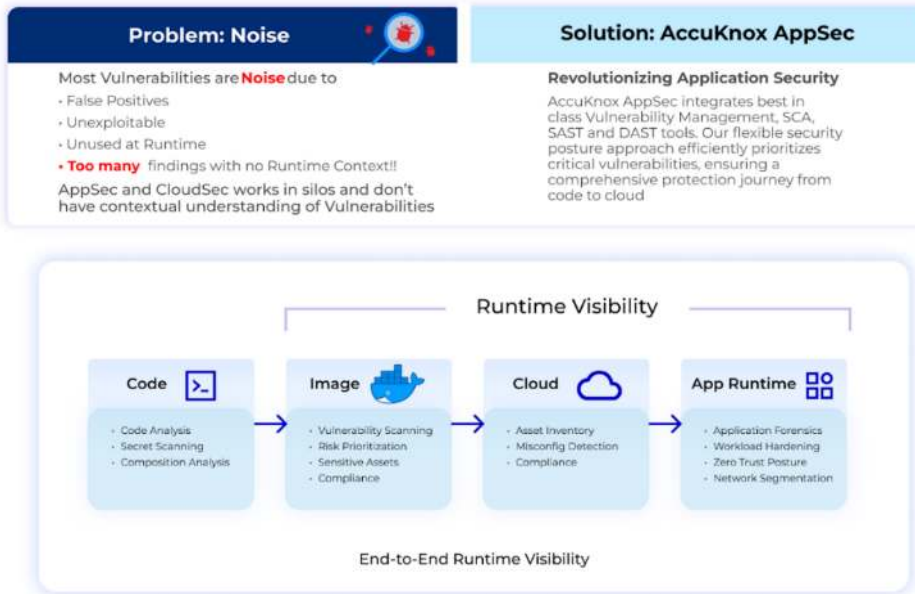 Problem: Noise
Most Vulnerabilities are Noise due to
• False Positives
• Unexploitable
• Unused at Runtime
• Too many findings with no Runtime Context!!
AppSec and CloudSec works in silos and don't
have contextual understanding of Vulnerabilities
Solution: AccuKnox AppSec
Revolutionizing Application Security
AccuKnox AppSec integrates best in
class Vulnerability Management, SCA,
SAST and DAST tools. Our flexible security
posture approach efficiently prioritizes
critical vulnerabilities, ensuring a
comprehensive protection journey from
code to cloud
Runtime Visibility
Code
• Code Analysis
• Secret Scanning
• Composition Analysis
Image
• Vulnerability Scanning
• Risk Prioritization
• Sensitive Assets
• Compliance
Cloud
• Asset Inventory
• Misconfig Detection
• Compliance
App Runtime
• Application Forensics
• Workload Hardening
• Zero Trust Posture
• Network Segmentation
End-to-End Runtime Visibility